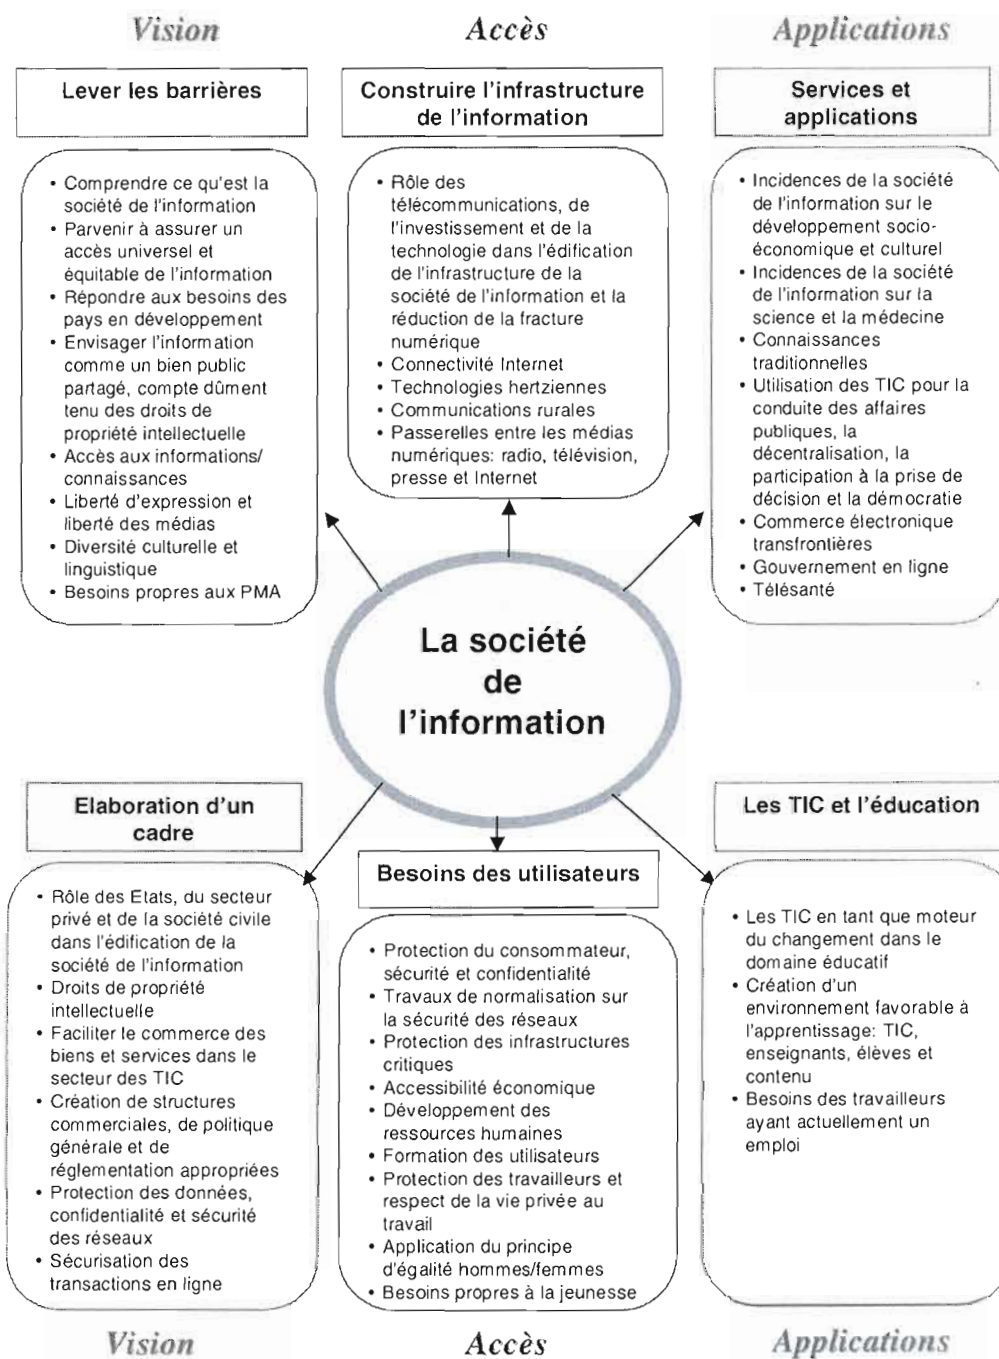 Vision
Accès
Applications
Lever les barrières
Construire l'infrastructure
de l'information
Services et
applications
• Comprendre ce qu'est la
société de l'information
• Parvenir à assurer un
accès universel et
équitable de l'information
• Répondre aux besoins des
pays en développement
• Envisager l'information
comme un bien public
partagé, compte dûment
tenu des droits de
propriété intellectuelle
• Accès aux informations/
connaissances
• Liberté d'expression et
liberté des médias
• Diversité culturelle et
linguistique
• Besoins propres aux PMA
• Rôle des
télécommunications, de
l'investissement et de la
technologie dans l'édification
de l'infrastructure de la
société de l'information et la
réduction de la fracture
numérique
• Connectivité Internet
• Technologies hertziennes
• Communications rurales
• Passerelles entre les médias
numériques: radio, télévision,
presse et Internet
• Incidences de la société
de l'information sur le
développement socio-
économique et culturel
• Incidences de la société
de l'information sur la
science et la médecine
• Connaissances
traditionnelles
• Utilisation des TIC pour la
conduite des affaires
publiques, la
décentralisation, la
participation à la prise de
décision et la démocratie
• Commerce électronique
transfrontières
• Gouvernement en ligne
• Télésanté
La société
de
l'information
Elaboration d'un
cadre
Besoins des utilisateurs
Les TIC et l'éducation
• Rôle des Etats, du secteur
privé et de la société civile
dans l'édification de la
société de l'information
• Droits de propriété
intellectuelle
• Faciliter le commerce des
biens et services dans le
secteur des TIC
• Création de structures
commerciales, de politique
générale et de
réglementation appropriées
• Protection des données,
confidentialité et sécurité
des réseaux
• Sécurisation des
transactions en ligne
• Protection du consommateur,
sécurité et confidentialité
• Travaux de normalisation sur
la sécurité des réseaux
• Protection des infrastructures
critiques
• Accessibilité économique
• Développement des
ressources humaines
• Formation des utilisateurs
• Protection des travailleurs et
respect de la vie privée au
travail
• Application du principe
d'égalité hommes/femmes
• Besoins propres à la jeunesse
• Les TIC en tant que moteur
du changement dans le
domaine éducatif
• Création d'un
environnement favorable à
l'apprentissage: TIC,
enseignants, élèves et
contenu
• Besoins des travailleurs
ayant actuellement un
emploi
Vision
Accès
Applications